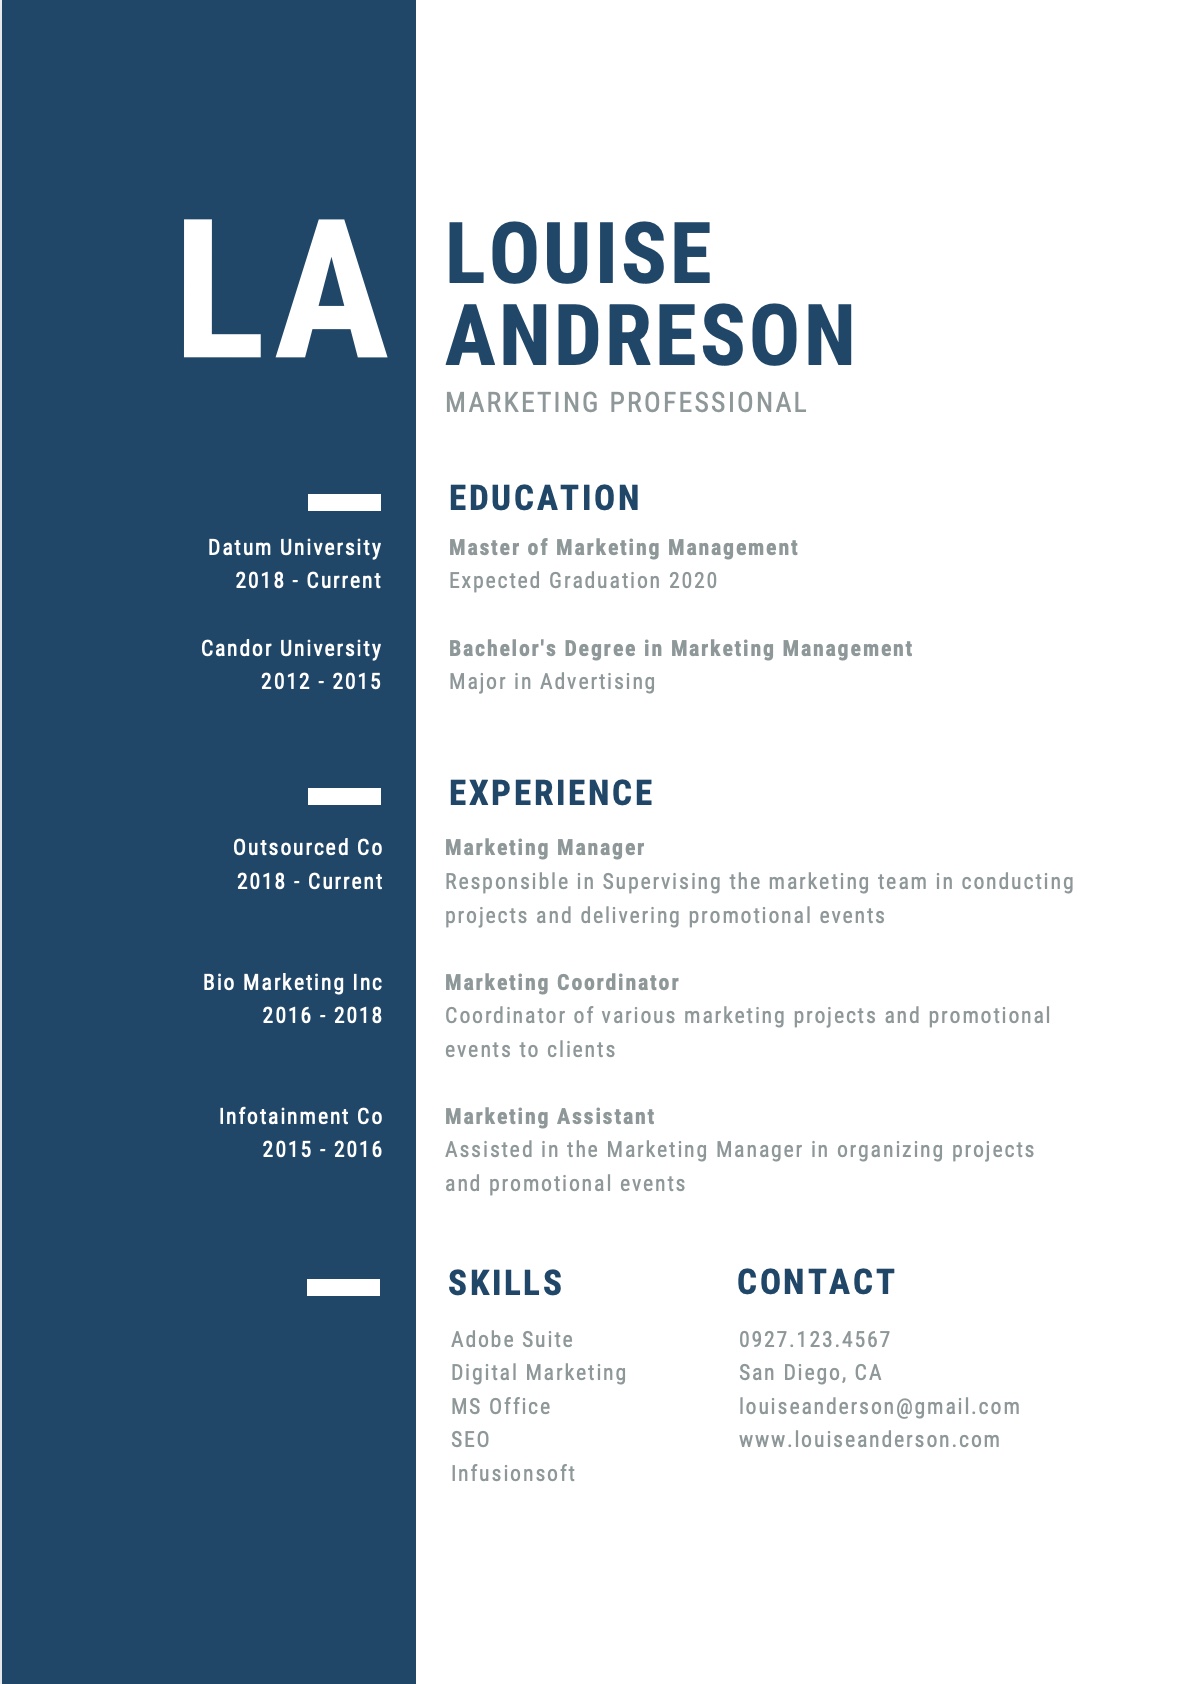 LA
LOUISE
ANDRESON
MARKETING PROFESSIONAL
EDUCATION
Datum University
2018 - Current
Master of Marketing Management
Expected Graduation 2020
Candor University
2012 - 2015
Bachelor's Degree in Marketing Management
Major in Advertising
EXPERIENCE
Outsourced Co
2018 - Current
Marketing Manager
Responsible in Supervising the marketing team in conducting
projects and delivering promotional events
Bio Marketing Inc
2016 - 2018
Marketing Coordinator
Coordinator of various marketing projects and promotional
events to clients
Infotainment Co
2015 - 2016
Marketing Assistant
Assisted in the Marketing Manager in organizing projects
and promotional events
SKILLS
Adobe Suite
Digital Marketing
MS Office
SEO
Infusionsoft
CONTACT
0927.123.4567
San Diego, CA
louiseanderson@gmail.com
www.louiseanderson.com